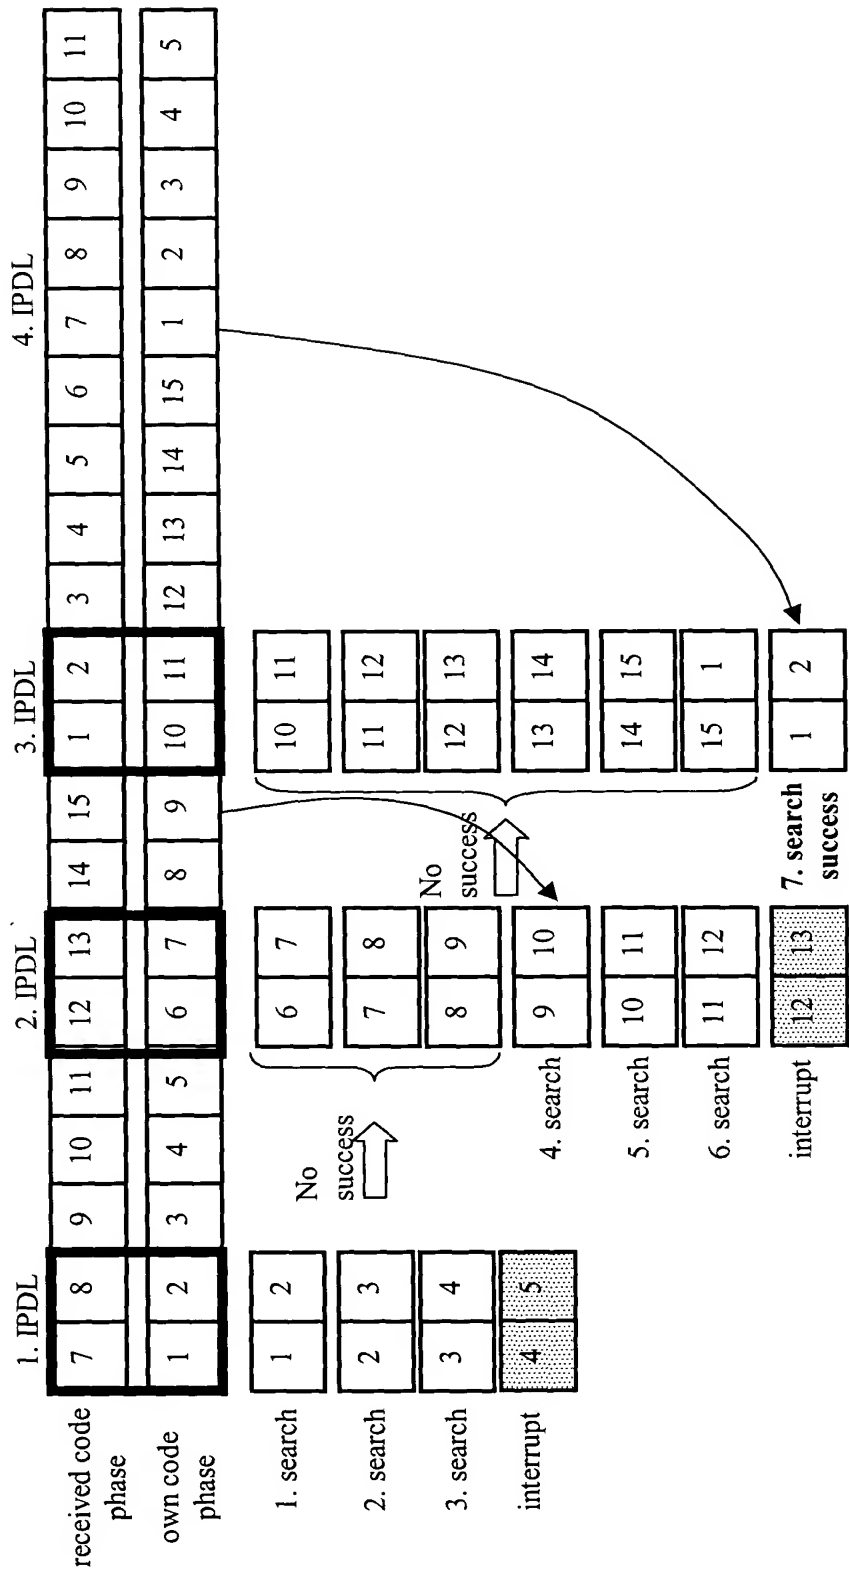 1. IPDL 2. IPDL` 3. IPDL 4. IPDL
received code
phase
7 8 9 10 11 12 13 14 15 1 2 3 4 5 6 7 8 9 10 11
own code
phase
1 2 3 4 5 6 7 8 9 10 11 12 13 14 15 1 2 3 4 5
1. search 1 2
2. search 2 3
3. search 3 4
interrupt 4 5
No
success
6 7
7 8
8 9
4. search 9 10
5. search 10 11
6. search 11 12
interrupt 12 13
No
success
10 11
11 12
12 13
13 14
14 15
15 1
7. search
success
1 2